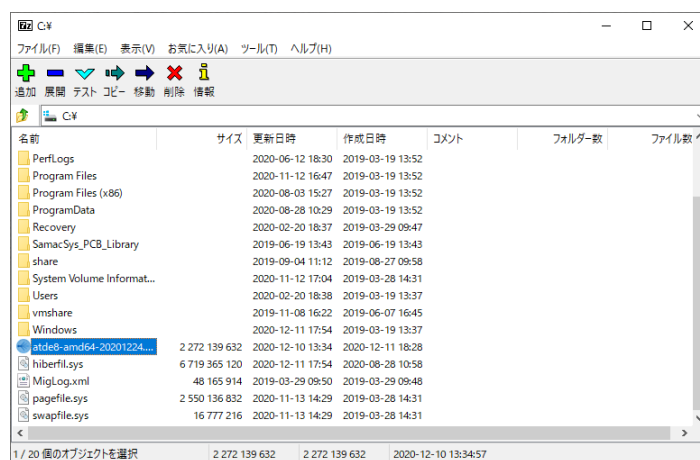 7z C:¥
ファイル(F) 編集(E) 表示(V) お気に入り(A) ツール(T) ヘルプ(H)
追加 展開 テスト コピー 移動 削除 情報
C:¥
名前 サイズ 更新日時 作成日時 コメント フォルダー数 ファイル数
PerfLogs 2020-06-12 18:30 2019-03-19 13:52
Program Files 2020-11-12 16:47 2019-03-19 13:52
Program Files (x86) 2020-08-03 15:27 2019-03-19 13:52
ProgramData 2020-08-28 10:29 2019-03-19 13:52
Recovery 2020-02-20 18:37 2019-03-29 09:47
SamacSys_PCB_Library 2019-06-19 13:43 2019-06-19 13:43
share 2019-09-04 11:12 2019-08-27 09:58
System Volume Informat... 2020-11-12 17:04 2019-03-28 14:31
Users 2020-02-20 18:38 2019-03-19 13:37
vmshare 2019-11-08 16:22 2019-06-07 16:45
Windows 2020-12-11 17:54 2019-03-19 13:37
atde8-amd64-20201224.... 2 272 139 632 2020-12-10 13:34 2020-12-11 18:28
hiberfil.sys 6 719 365 120 2020-12-11 17:54 2020-08-28 10:58
MigLog.xml 48 165 914 2019-03-29 09:50 2019-03-29 09:48
pagefile.sys 2 550 136 832 2020-11-13 14:29 2019-03-28 14:31
swapfile.sys 16 777 216 2020-11-13 14:29 2019-03-28 14:31
1 / 20 個のオブジェクトを選択 2 272 139 632 2 272 139 632 2020-12-10 13:34:57